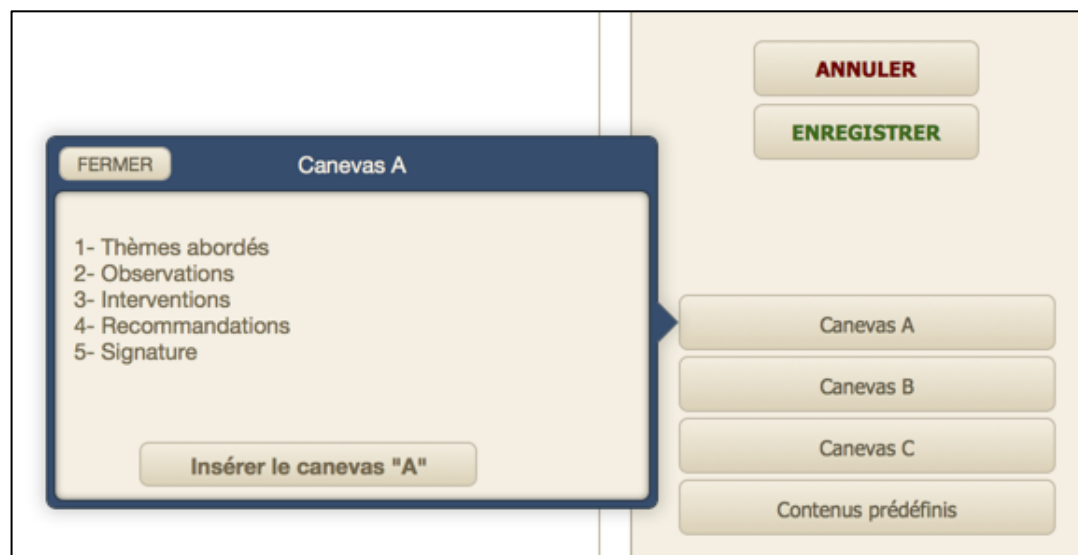 ANNULER
ENREGISTRER
FERMER
Canevas A
1- Thèmes abordés
2- Observations
3- Interventions
4- Recommandations
5- Signature
Insérer le canevas "A"
Canevas A
Canevas B
Canevas C
Contenus prédéfinis